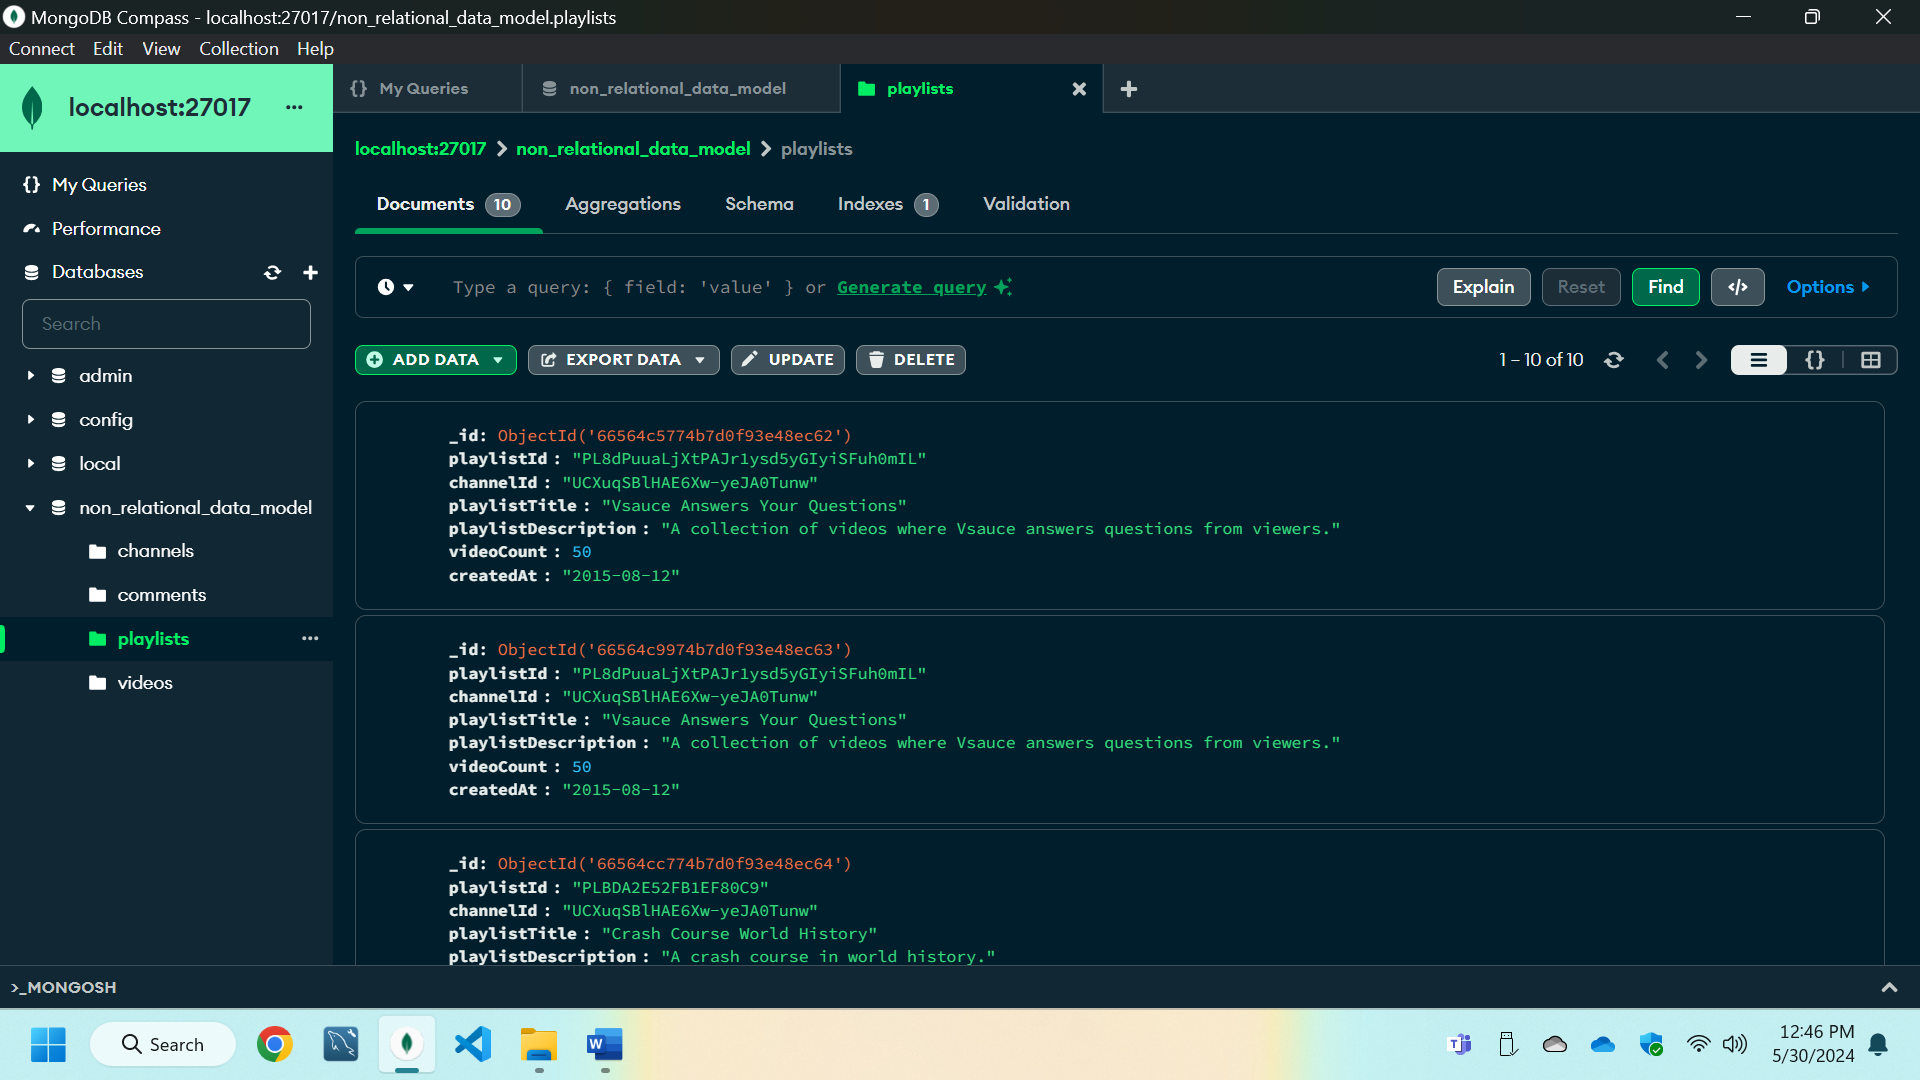 MongoDB Compass - localhost:27017/non_relational_data_model.playlists
Connect Edit View Collection Help
localhost:27017
{} My Queries
non_relational_data_model
playlists
localhost:27017 > non_relational_data_model > playlists
{} My Queries
Performance
Databases
Search
admin
config
local
non_relational_data_model
channels
comments
playlists
videos
Documents 10 Aggregations Schema Indexes 1 Validation
Type a query: { field: 'value' } or Generate query
Explain Reset Find </> Options
ADD DATA EXPORT DATA UPDATE DELETE
1 – 10 of 10 {}
_id: ObjectId('66564c5774b7d0f93e48ec62')
playlistId : "PL8dPuuaLjXtPAJr1ysd5yGIyiSFuh0mIL"
channelId : "UCXuqSBlHAE6Xw-yeJA0Tunw"
playlistTitle : "Vsauce Answers Your Questions"
playlistDescription : "A collection of videos where Vsauce answers questions from viewers."
videoCount : 50
createdAt : "2015-08-12"
_id: ObjectId('66564c9974b7d0f93e48ec63')
playlistId : "PL8dPuuaLjXtPAJr1ysd5yGIyiSFuh0mIL"
channelId : "UCXuqSBlHAE6Xw-yeJA0Tunw"
playlistTitle : "Vsauce Answers Your Questions"
playlistDescription : "A collection of videos where Vsauce answers questions from viewers."
videoCount : 50
createdAt : "2015-08-12"
_id: ObjectId('66564cc774b7d0f93e48ec64')
playlistId : "PLBDA2E52FB1EF80C9"
channelId : "UCXuqSBlHAE6Xw-yeJA0Tunw"
playlistTitle : "Crash Course World History"
playlistDescription : "A crash course in world history."
>_MONGOSH
Search
12:46 PM
5/30/2024